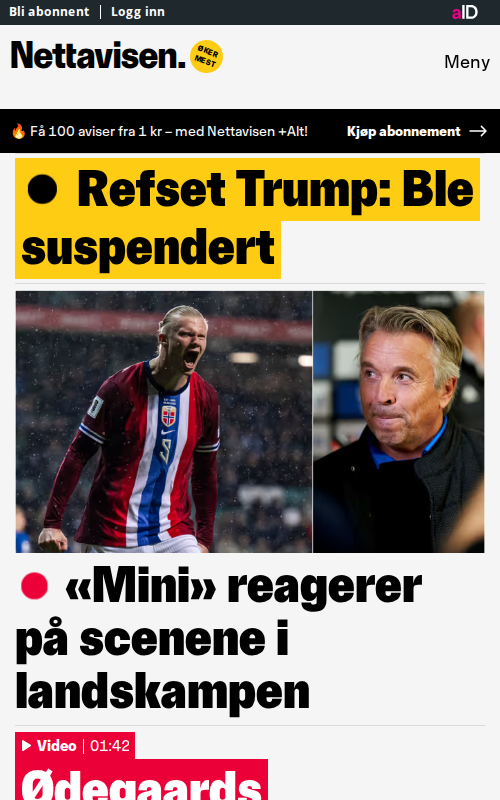 Bli abonnent | Logg inn
aID
Nettavisen.
ØKER
MEST
Meny
Få 100 aviser fra 1 kr – med Nettavisen +Alt!
Kjøp abonnement →
Refset Trump: Ble
suspendert
«Mini» reagerer
på scenene i
landskampen
Video | 01:42
Ødegaards